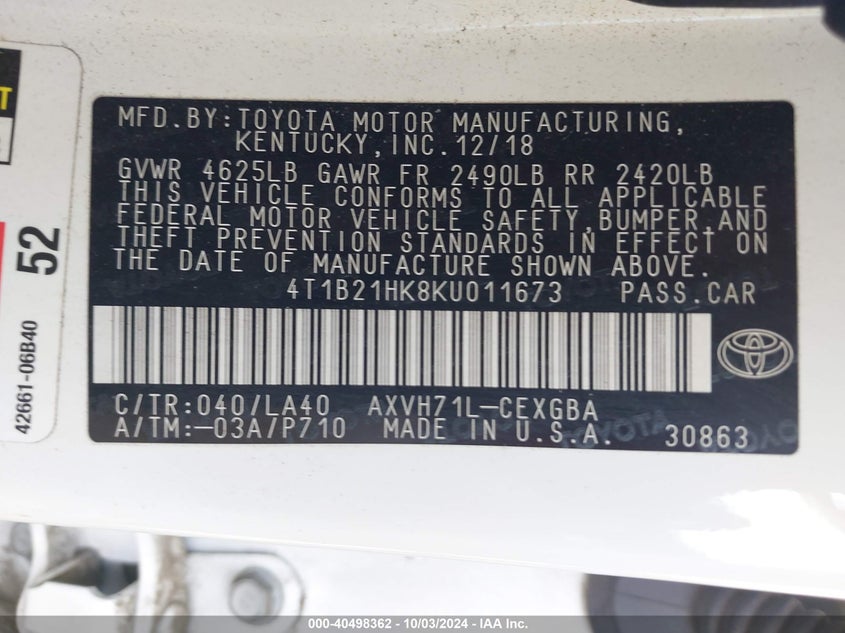 MFD.BY:TOYOTA MOTOR MANUFACTURING,
KENTUCKY,INC.12/18
GVWR 4625LB GAWR FR 2490LB RR 2420LB
THIS VEHICLE CONFORMS TO ALL APPLICABLE
FEDERAL MOTOR VEHICLE SAFETY,BUMPER,AND
THEFT PREVENTION STANDARDS IN EFFECT ON
THE DATE OF MANUFACTURE SHOWN ABOVE.
4T1B21HK8KU011673 PASS.CAR
C/TR:040/LA40 AXVH71L-CEXGBA
A/TM:-03A/P710 MADE IN U.S.A. 30863
52
42661-06B40
000-40498362 | 10/03/2024 | IAA Inc.